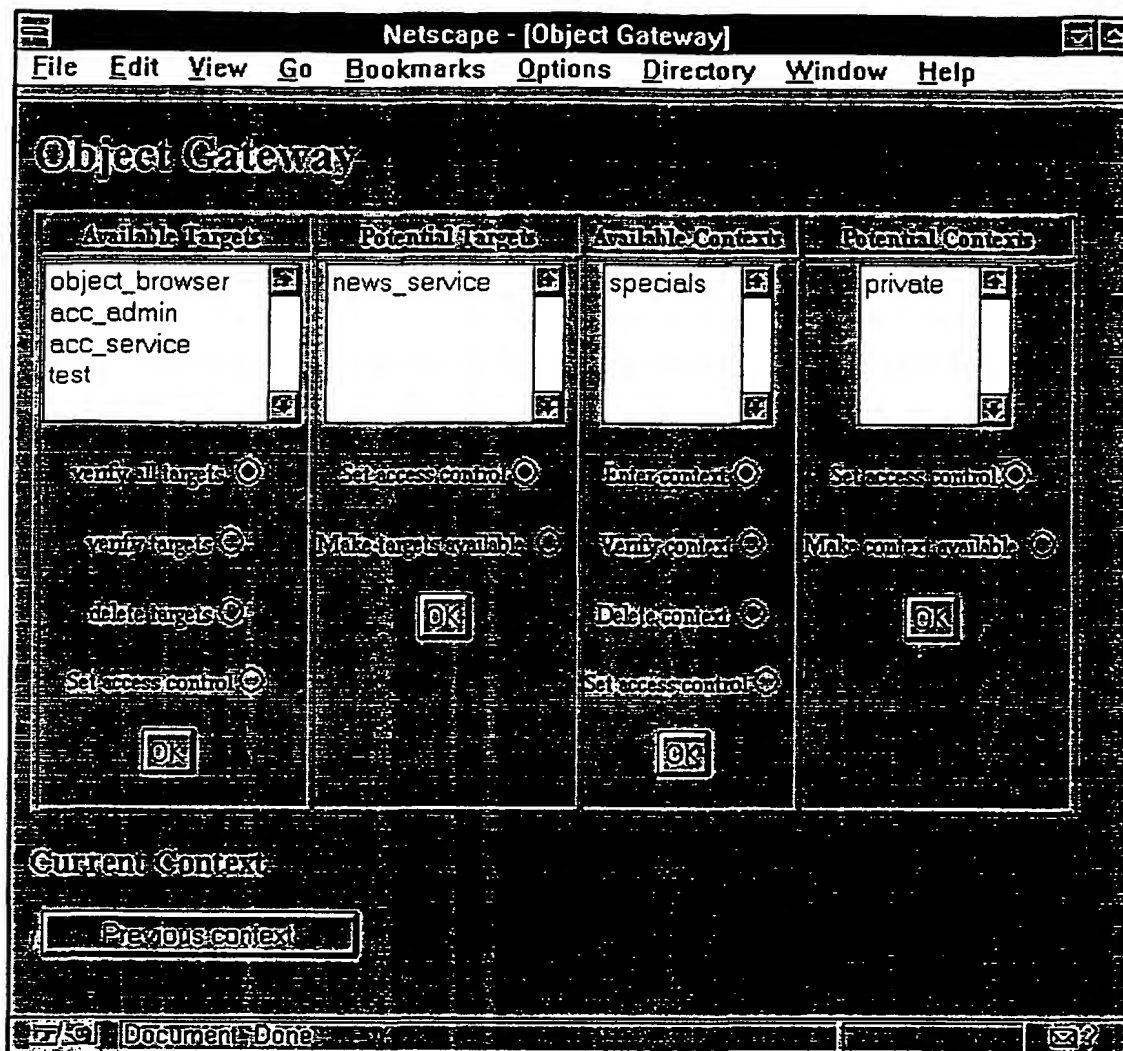 Netscape - [Object Gateway]
File Edit View Go Bookmarks Options Directory Window Help
Object Gateway
Available Targets Potential Targets Available Contexts Potential Contexts
object_browser news_service specials private
acc_admin
acc_service
test
verify all targets Set access control Enter context Set access control
verify targets Make targets available Verify context Make context available
delete targets OK Delete context OK
Set access control Set access control
OK OK
Current Context
Previous context
Document: Done